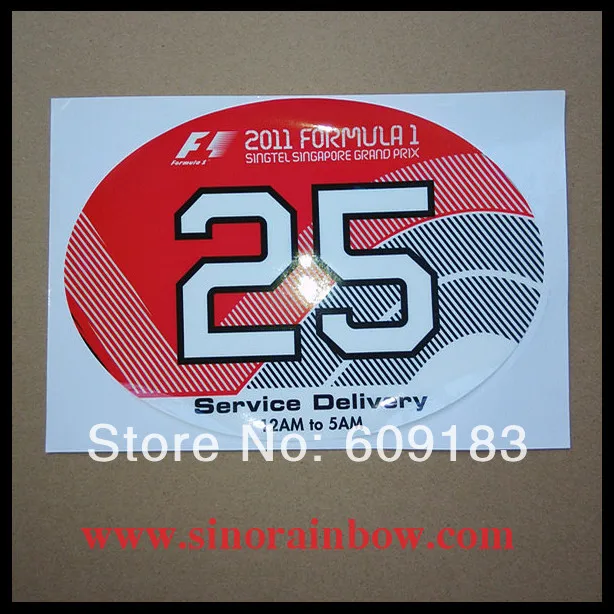 F1
Formula 1
2011 FORMULA 1
SINGTEL SINGAPORE GRAND PRIX
25
Service Delivery
12AM to 5AM
Store No: 609183
www.sinorainbow.com